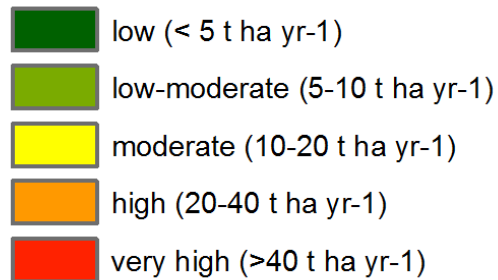 low (< 5 t ha yr-1)
low-moderate (5-10 t ha yr-1)
moderate (10-20 t ha yr-1)
high (20-40 t ha yr-1)
very high (>40 t ha yr-1)